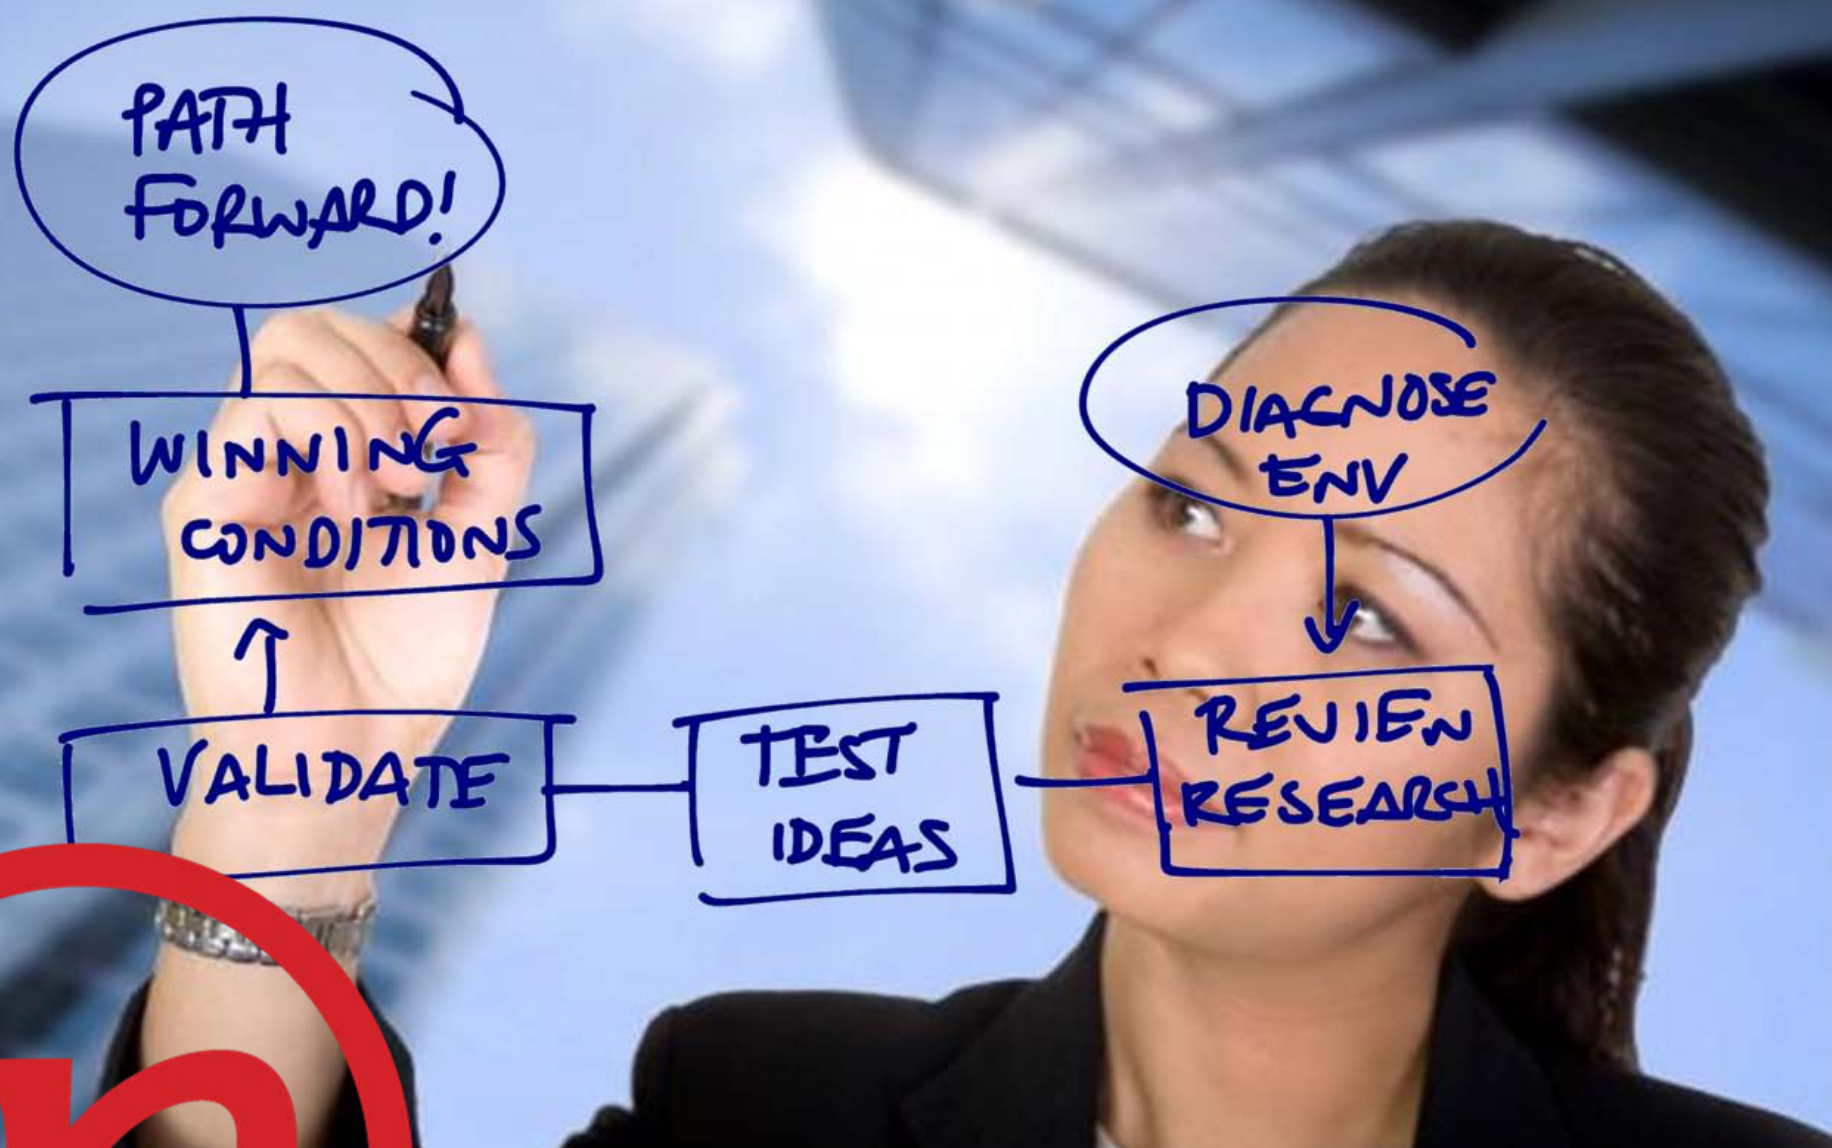 PATH
FORWARD!
WINNING
CONDITIONS
VALIDATE
TEST
IDEAS
DIAGNOSE
ENV
REVIEW
RESEARCH
n